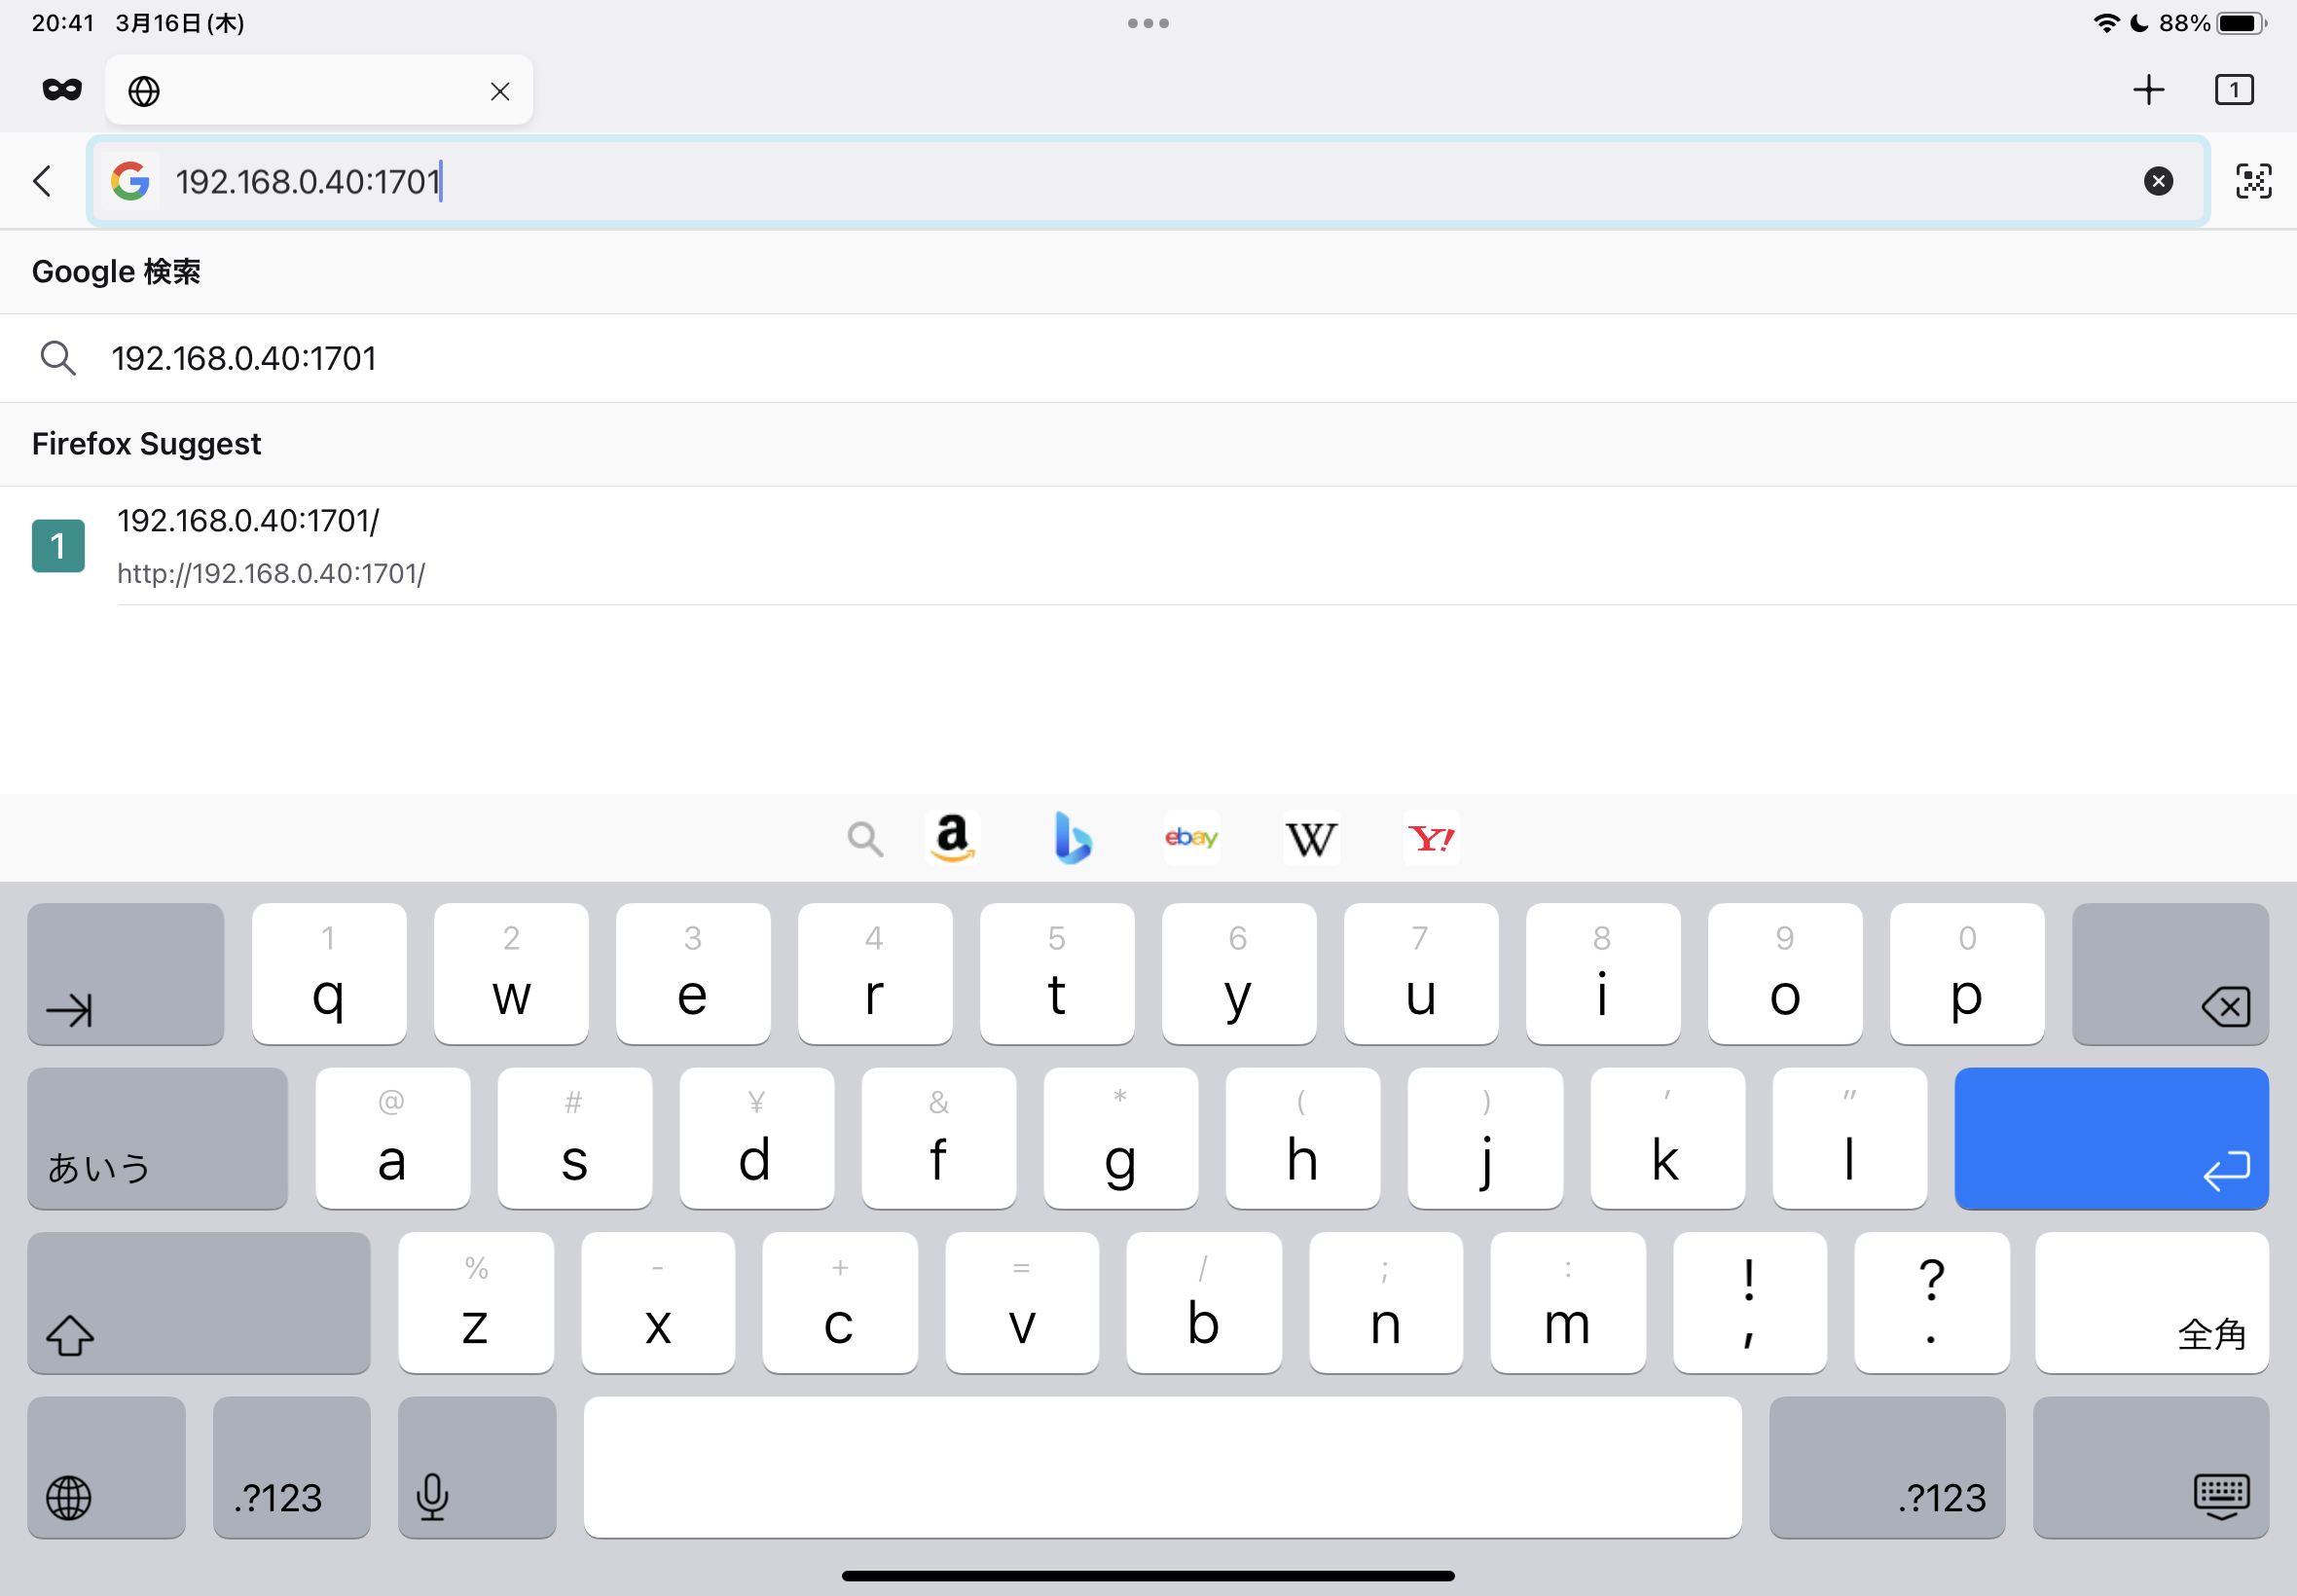 20:41 3月16日(木) 88%
1
192.168.0.40:1701
Google 検索
192.168.0.40:1701
Firefox Suggest
1 192.168.0.40:1701/
http://192.168.0.40:1701/
a ebay W Y!
1 2 3 4 5 6 7 8 9 0
q w e r t y u i o p
@ # ¥ & * ( ) ' "
あいう a s d f g h j k l
% - + = / ; : ! ?
z x c v b n m , . 全角
.?123 .?123